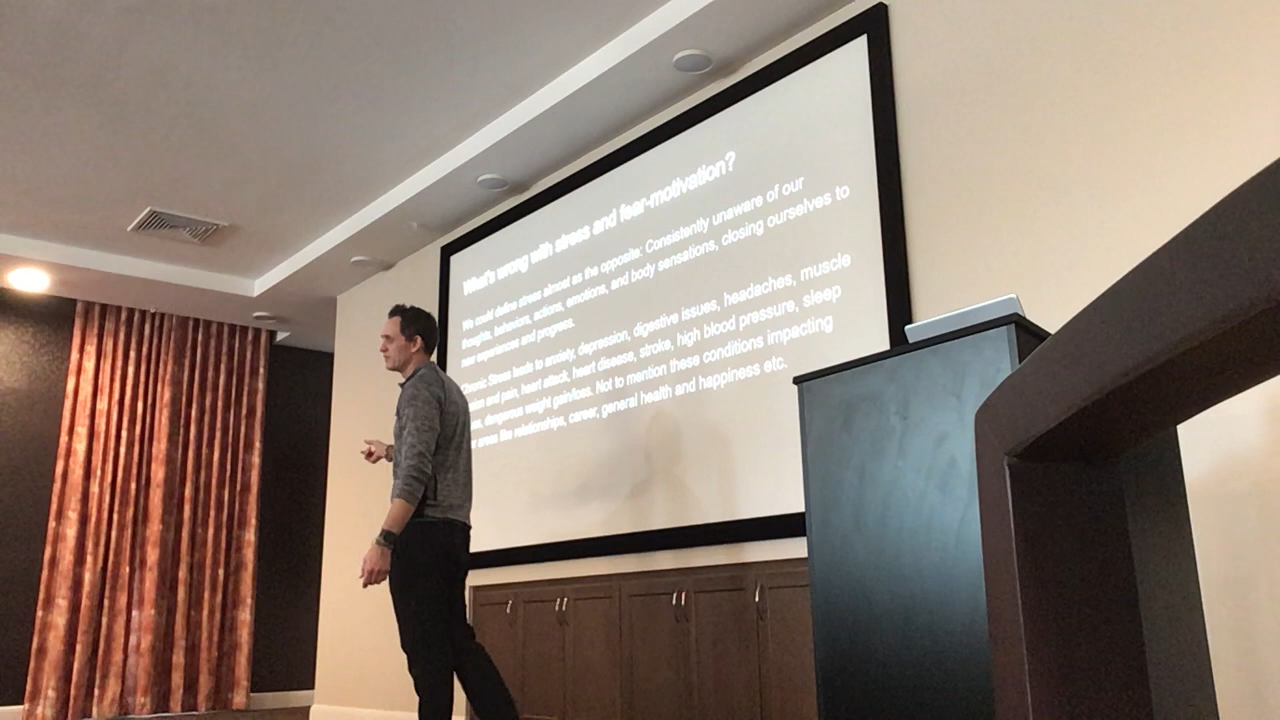 What's wrong with stress and fear-motivation?
We could define stress almost as the opposite: Consistently unaware of our
thoughts, behaviors, actions, emotions, and body sensations, closing ourselves to
new experiences and progress.
Chronic Stress leads to anxiety, depression, digestive issues, headaches, muscle
and pain, heart attack, heart disease, stroke, high blood pressure, sleep
dangerous weight gain/loss. Not to mention these conditions impacting
areas like relationships, career, general health and happiness etc.